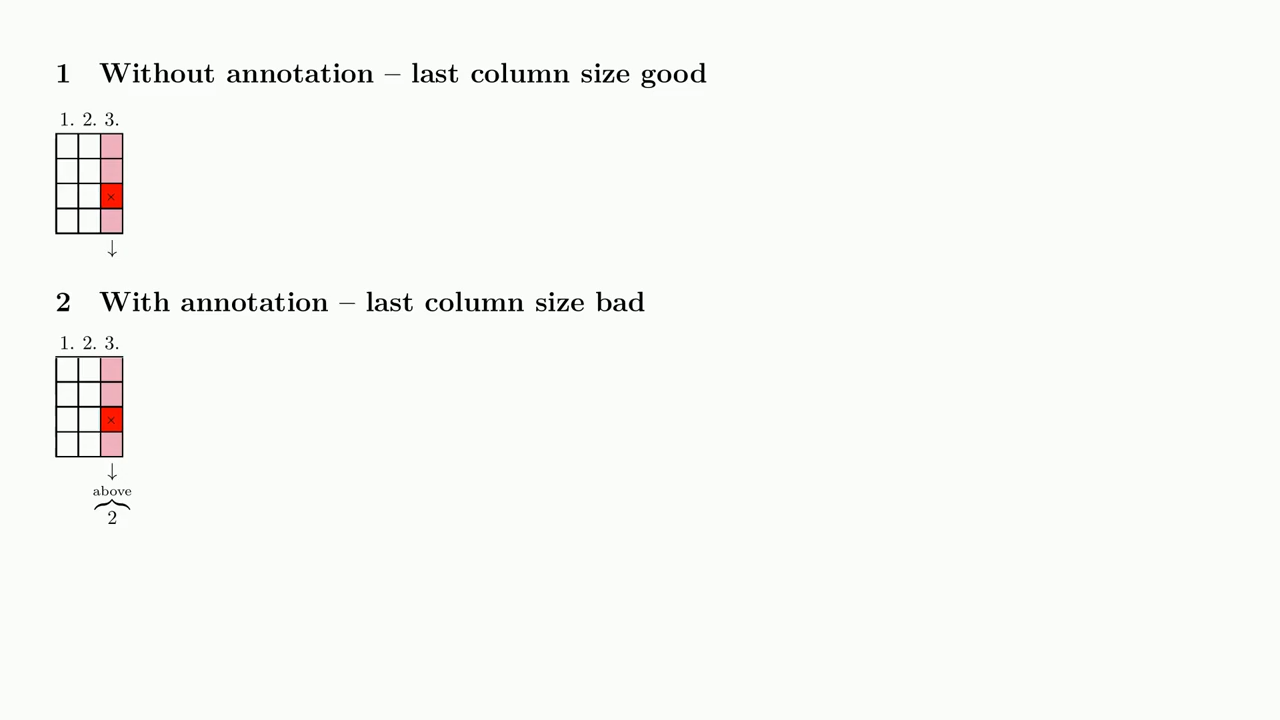 1 Without annotation – last column size good
1. 2. 3.
×
↓
2 With annotation – last column size bad
1. 2. 3.
×
↓
above
2